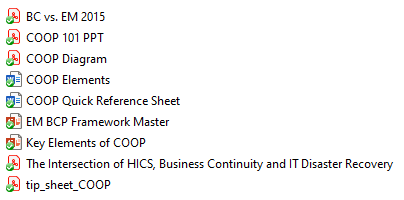 BC vs. EM 2015
COOP 101 PPT
COOP Diagram
COOP Elements
COOP Quick Reference Sheet
EM BCP Framework Master
Key Elements of COOP
The Intersection of HICS, Business Continuity and IT Disaster Recovery
tip_sheet_COOP